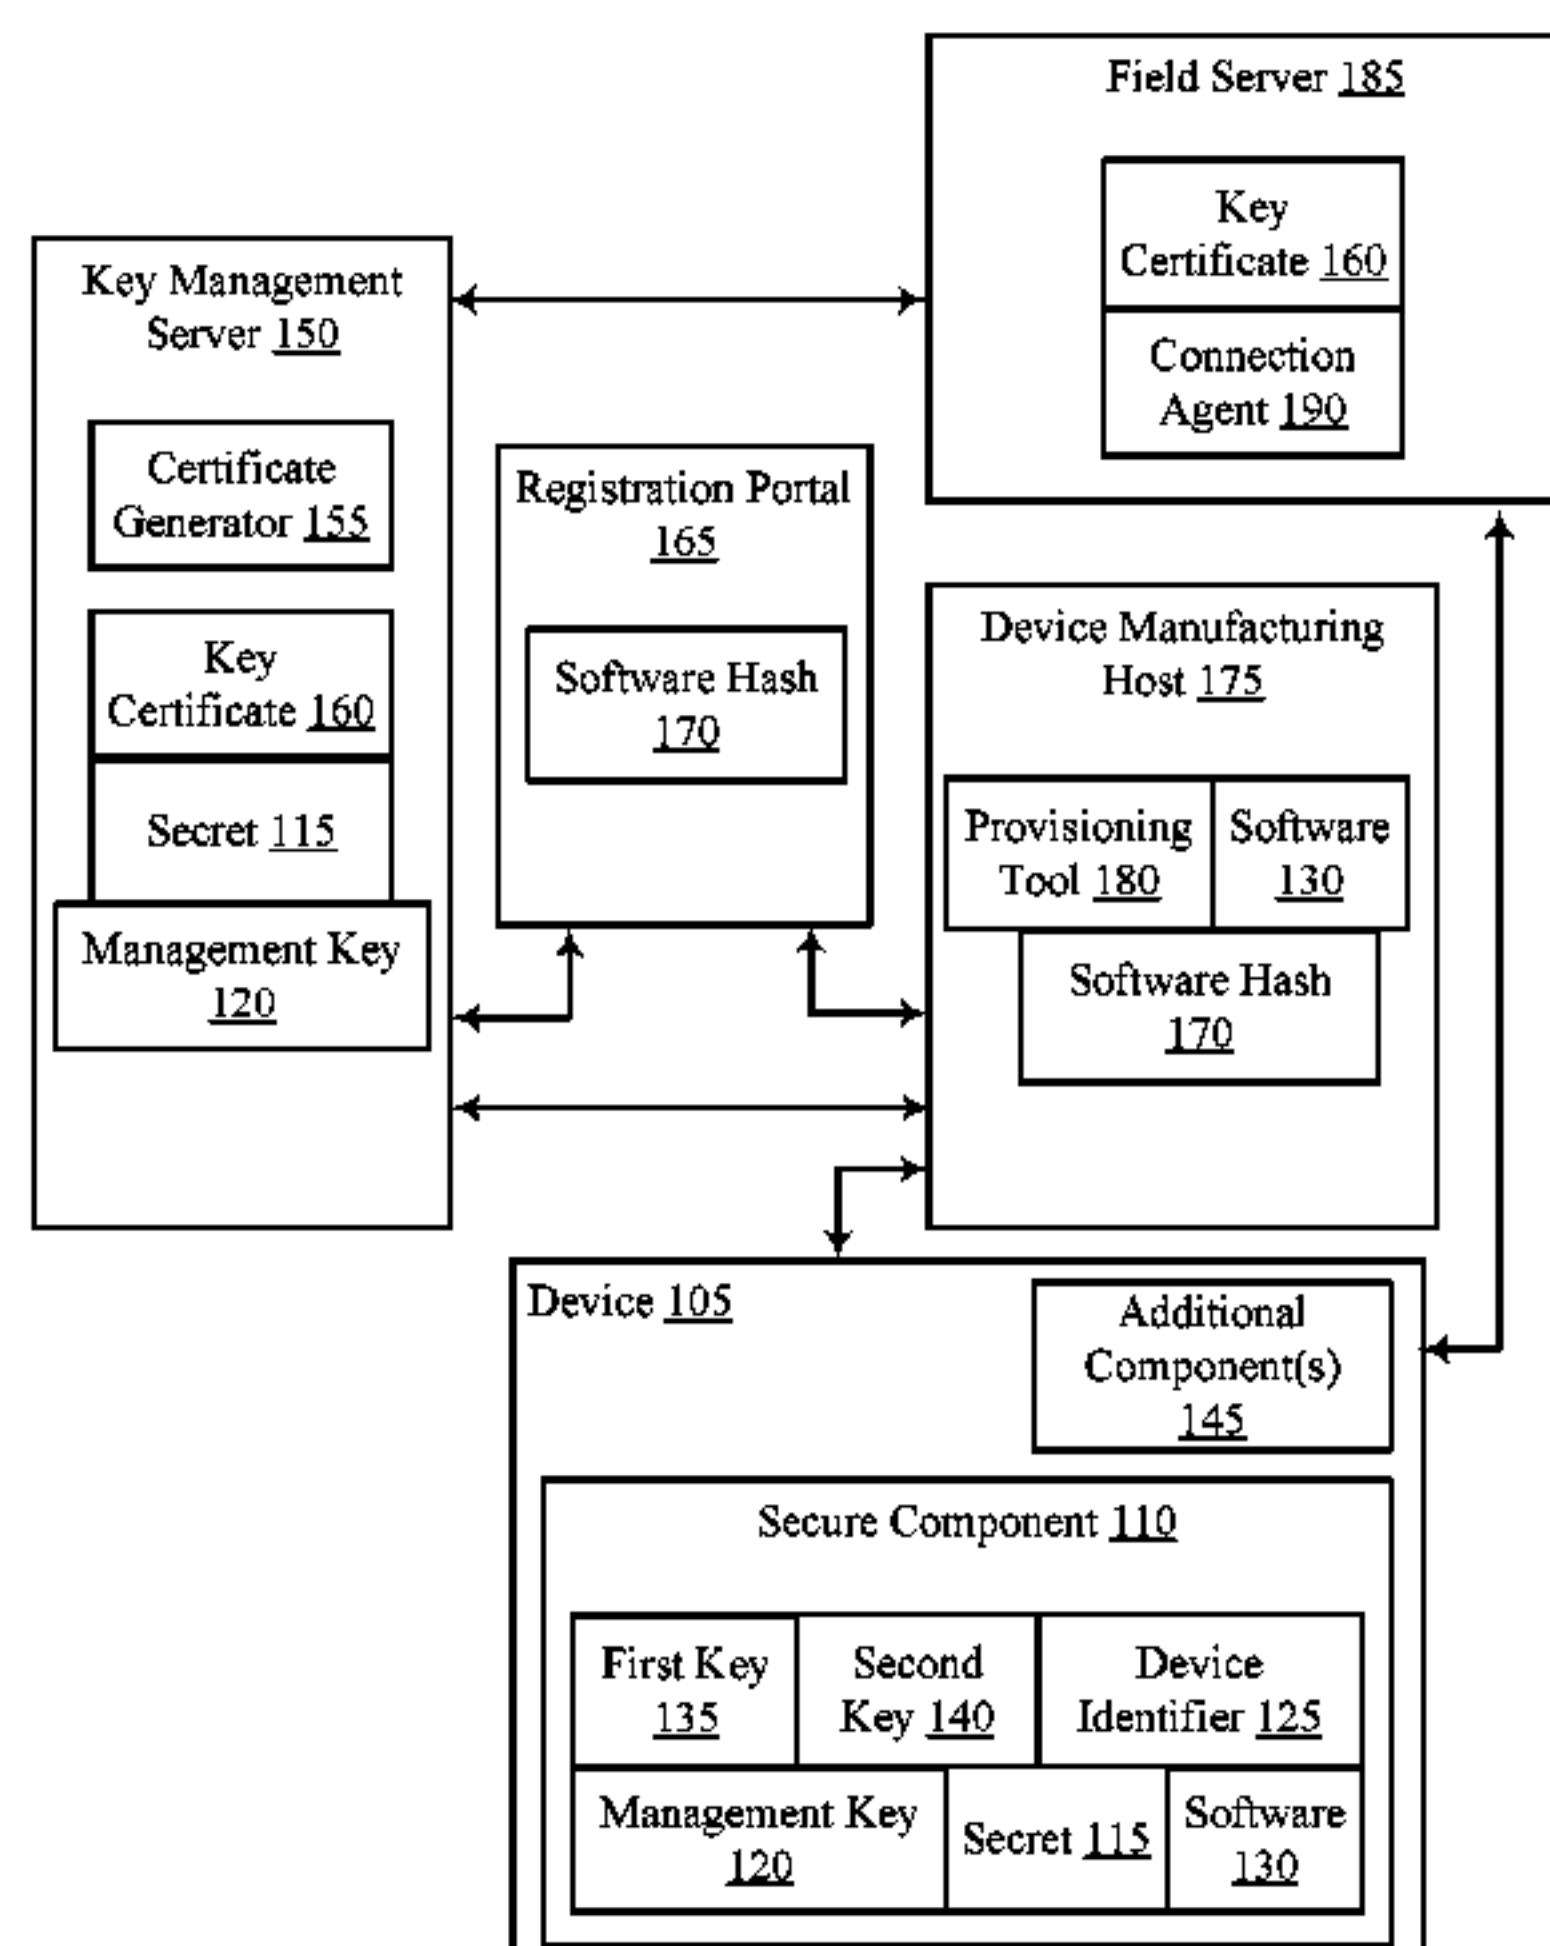 Field Server 185
Key
Certificate 160
Connection
Agent 190
Key Management
Server 150
Certificate
Generator 155
Key
Certificate 160
Secret 115
Management Key
120
Registration Portal
165
Software Hash
170
Device Manufacturing
Host 175
Provisioning
Tool 180
Software
130
Software Hash
170
Device 105
Additional
Component(s)
145
Secure Component 110
First Key
135
Second
Key 140
Device
Identifier 125
Management Key
120
Secret 115
Software
130